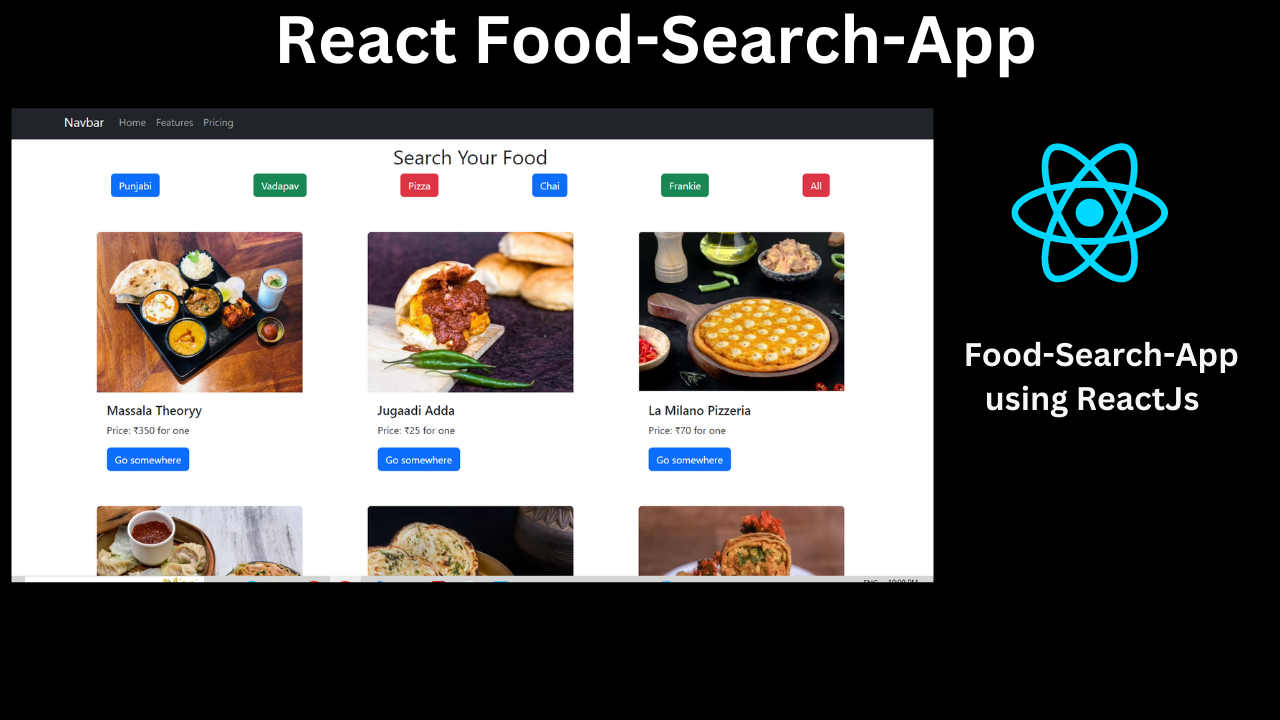 React Food-Search-App
Navbar Home Features Pricing
Search Your Food
Punjabi Vadapav Pizza Chai Frankie All
Massala Theoryy
Price: ₹350 for one
Go somewhere
Jugaadi Adda
Price: ₹25 for one
Go somewhere
La Milano Pizzeria
Price: ₹70 for one
Go somewhere
Food-Search-App
using ReactJs